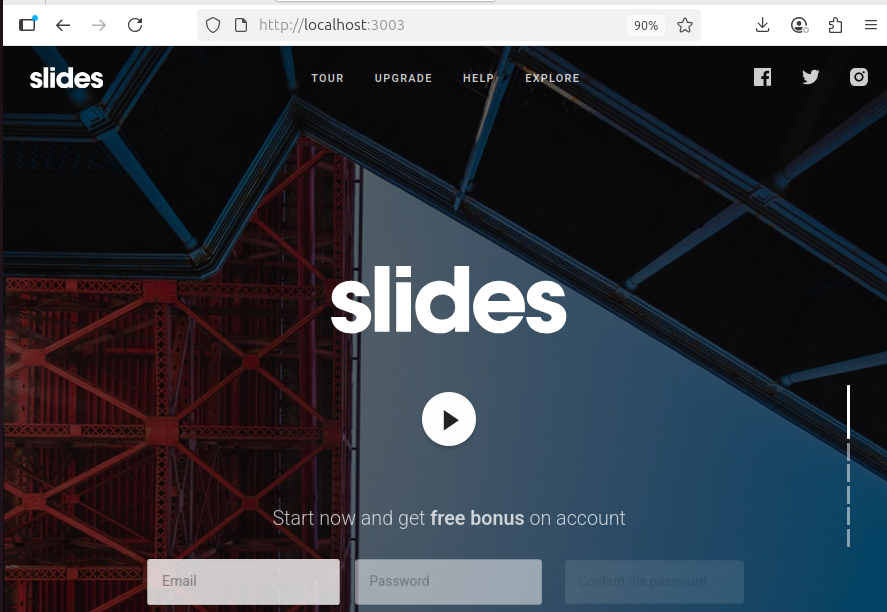 http://localhost:3003
90%
slides
TOUR
UPGRADE
HELP
EXPLORE
slides
Start now and get free bonus on account
Email
Password
Confirm the password